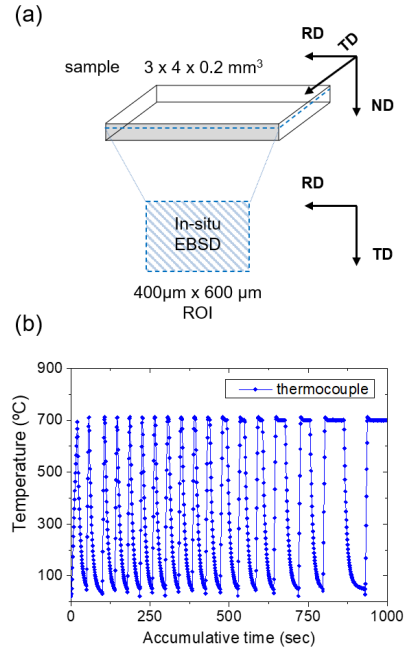 (a)
sample 3 x 4 x 0.2 mm³
RD
TD
ND
In-situ
EBSD
RD
TD
400µm x 600 µm
ROI
(b)
900
700
500
300
100
Temperature (ºC)
thermocouple
0 250 500 750 1000
Accumulative time (sec)